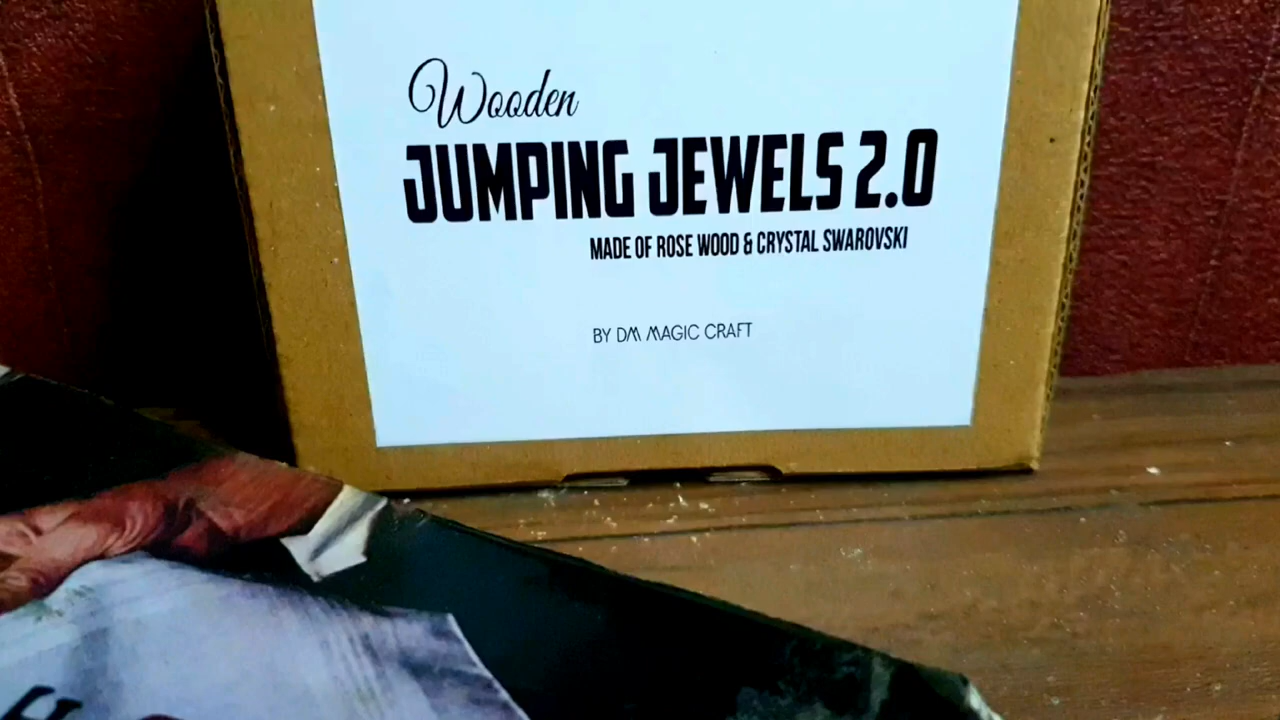 Wooden
JUMPING JEWELS 2.0
MADE OF ROSE WOOD & CRYSTAL SWAROVSKI
BY DM MAGIC CRAFT